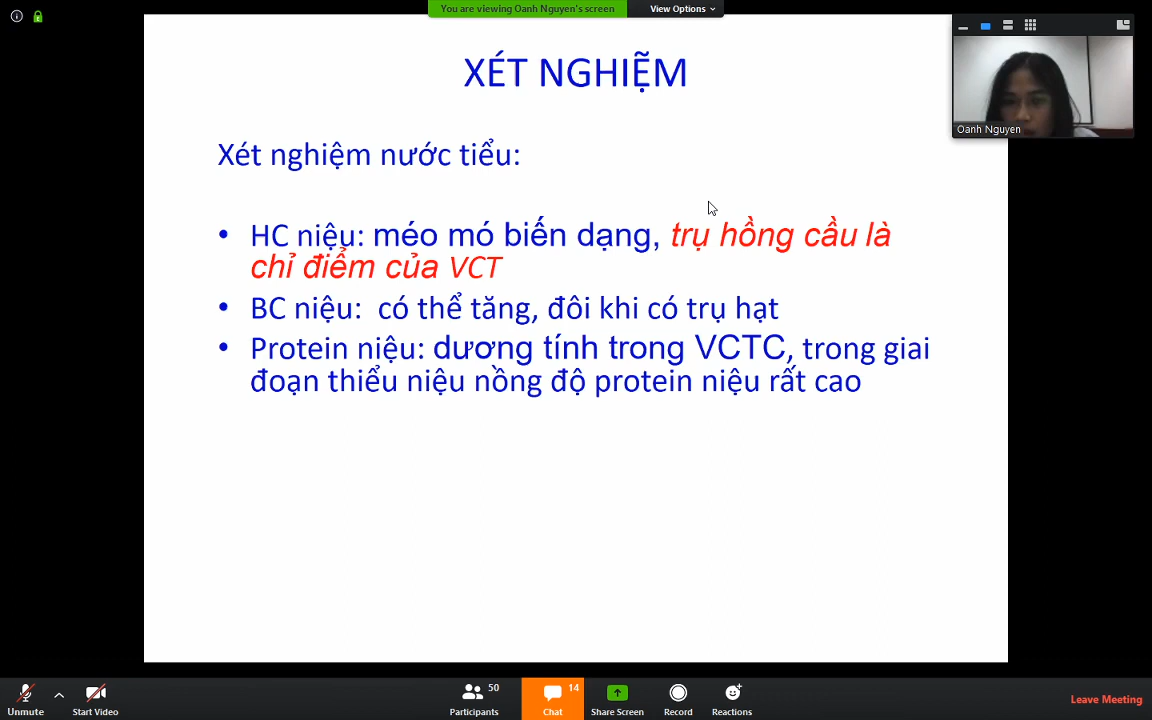 You are viewing Oanh Nguyen's screen
View Options
XÉT NGHIỆM
Oanh Nguyen
Xét nghiệm nước tiểu:
• HC niệu: méo mó biến dạng, trụ hồng cầu là
chỉ điểm của VCT
• BC niệu: có thể tăng, đôi khi có trụ hạt
• Protein niệu: dương tính trong VCTC, trong giai
đoạn thiểu niệu nồng độ protein niệu rất cao
Unmute
Start Video
50
Participants
14
Chat
Share Screen
Record
Reactions
Leave Meeting